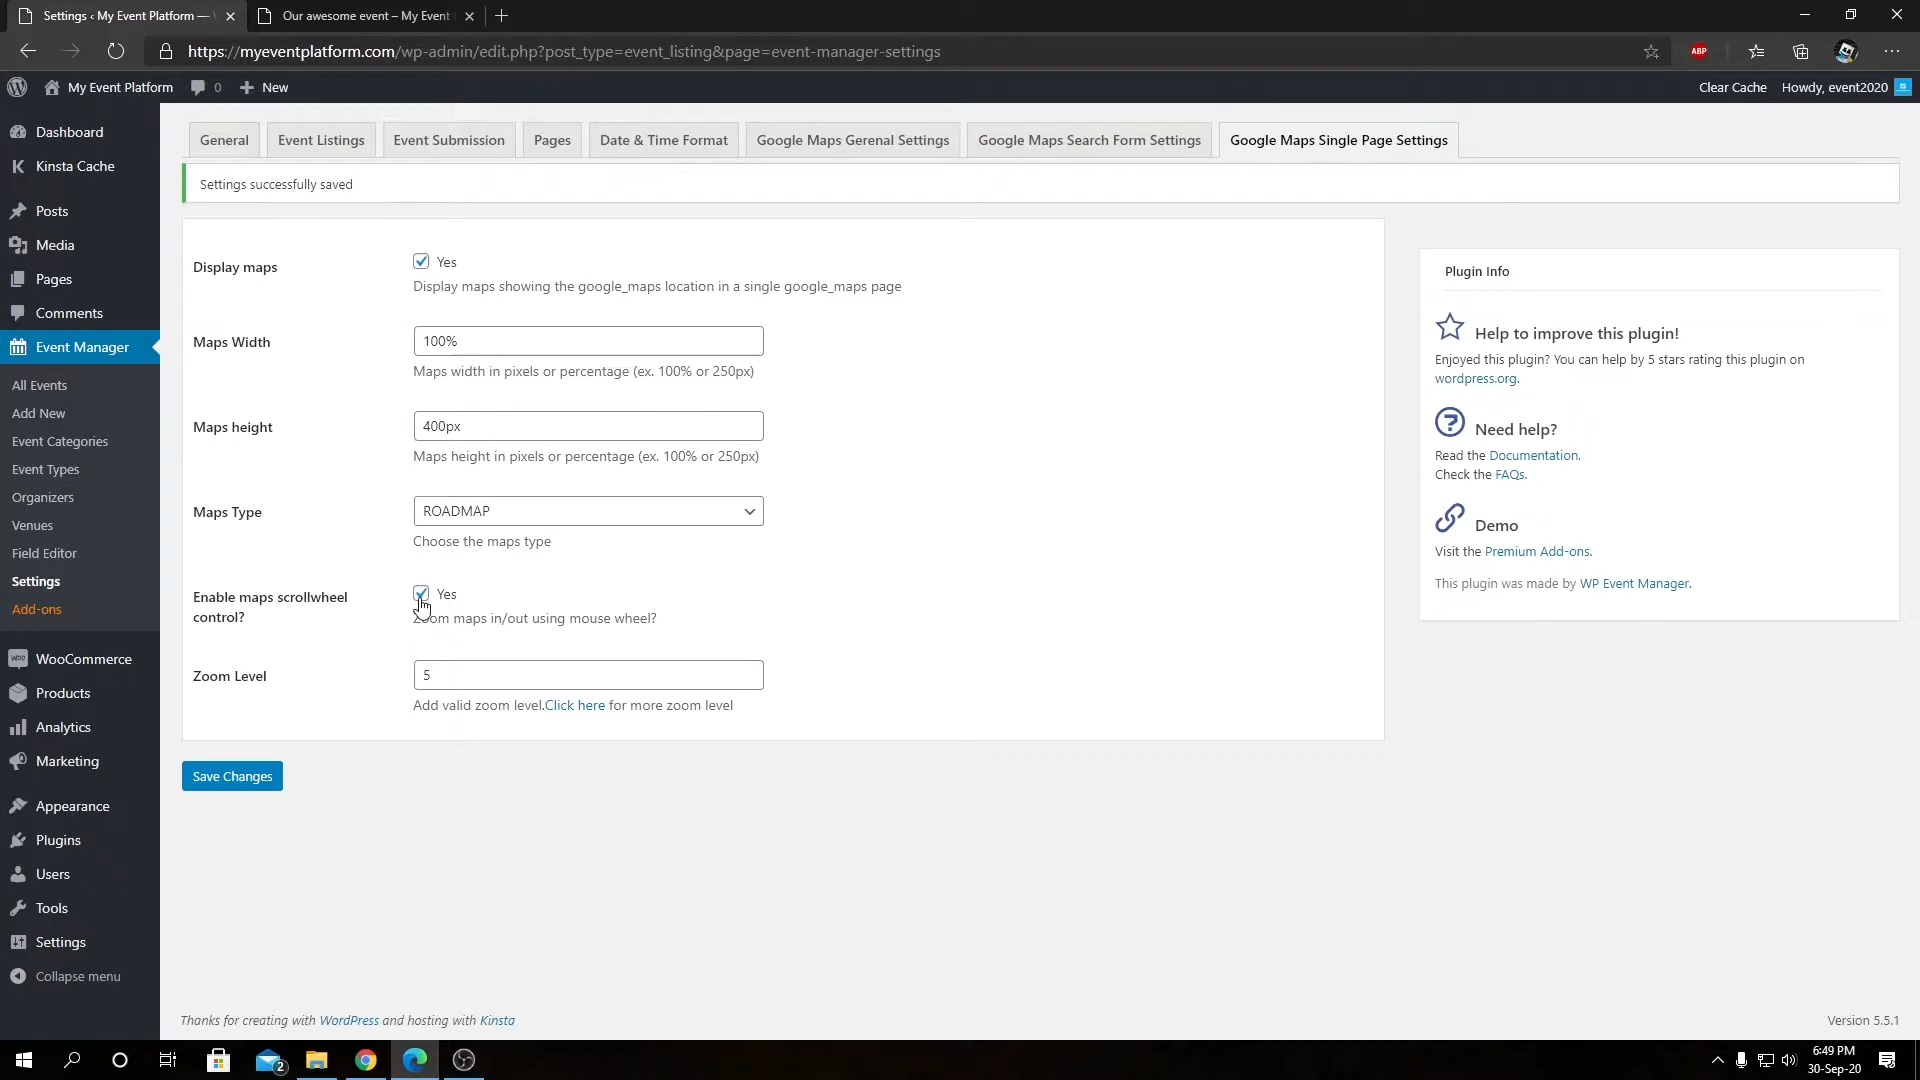 Settings ‹ My Event Platform —
Our awesome event – My Event
https://myeventplatform.com/wp-admin/edit.php?post_type=event_listing&page=event-manager-settings
ABP
My Event Platform
0
New
Clear Cache
Howdy, event2020
Dashboard
Kinsta Cache
Posts
Media
Pages
Comments
Event Manager
All Events
Add New
Event Categories
Event Types
Organizers
Venues
Field Editor
Settings
Add-ons
WooCommerce
Products
Analytics
Marketing
Appearance
Plugins
Users
Tools
Settings
Collapse menu
General
Event Listings
Event Submission
Pages
Date & Time Format
Google Maps Gerenal Settings
Google Maps Search Form Settings
Google Maps Single Page Settings
Settings successfully saved
Display maps
Yes
Display maps showing the google_maps location in a single google_maps page
Maps Width
100%
Maps width in pixels or percentage (ex. 100% or 250px)
Maps height
400px
Maps height in pixels or percentage (ex. 100% or 250px)
Maps Type
ROADMAP
Choose the maps type
Enable maps scrollwheel
control?
Yes
Zoom maps in/out using mouse wheel?
Zoom Level
5
Add valid zoom level.Click here for more zoom level
Save Changes
Plugin Info
Help to improve this plugin!
Enjoyed this plugin? You can help by 5 stars rating this plugin on
wordpress.org.
Need help?
Read the Documentation.
Check the FAQs.
Demo
Visit the Premium Add-ons.
This plugin was made by WP Event Manager.
Thanks for creating with WordPress and hosting with Kinsta
Version 5.5.1
2
6:49 PM
30-Sep-20